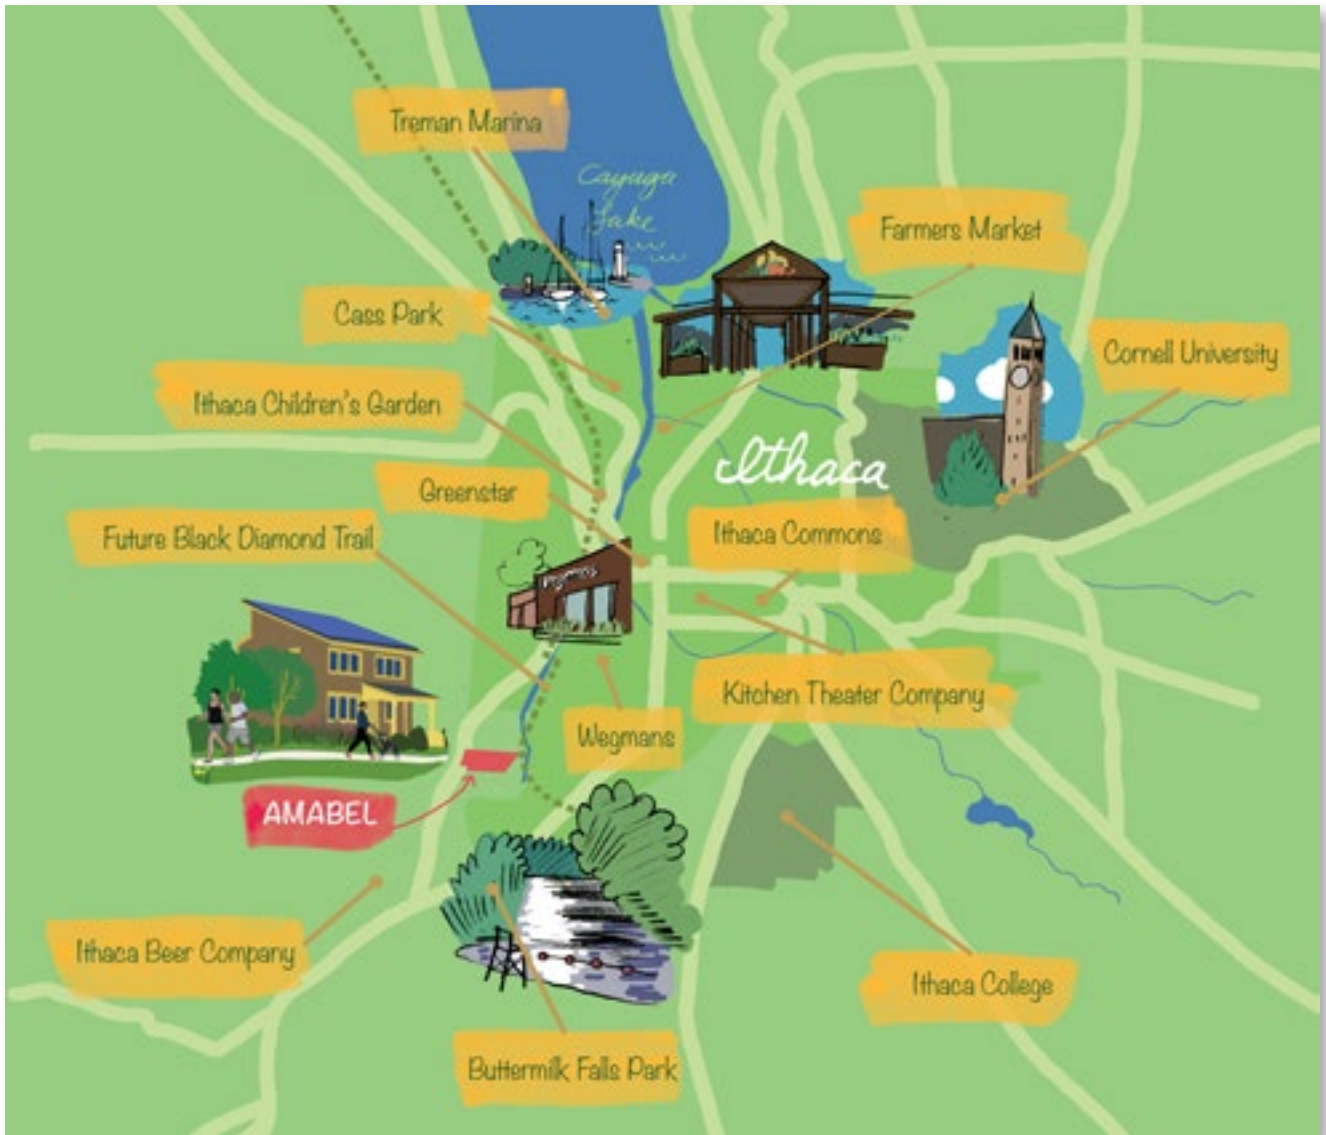 Treman Marina
Cayuga
Lake
Farmers Market
Cass Park
Cornell University
Ithaca Children's Garden
Ithaca
Greenstar
Ithaca Commons
Future Black Diamond Trail
Wegmans
Kitchen Theater Company
Wegmans
AMABEL
Ithaca Beer Company
Ithaca College
Buttermilk Falls Park